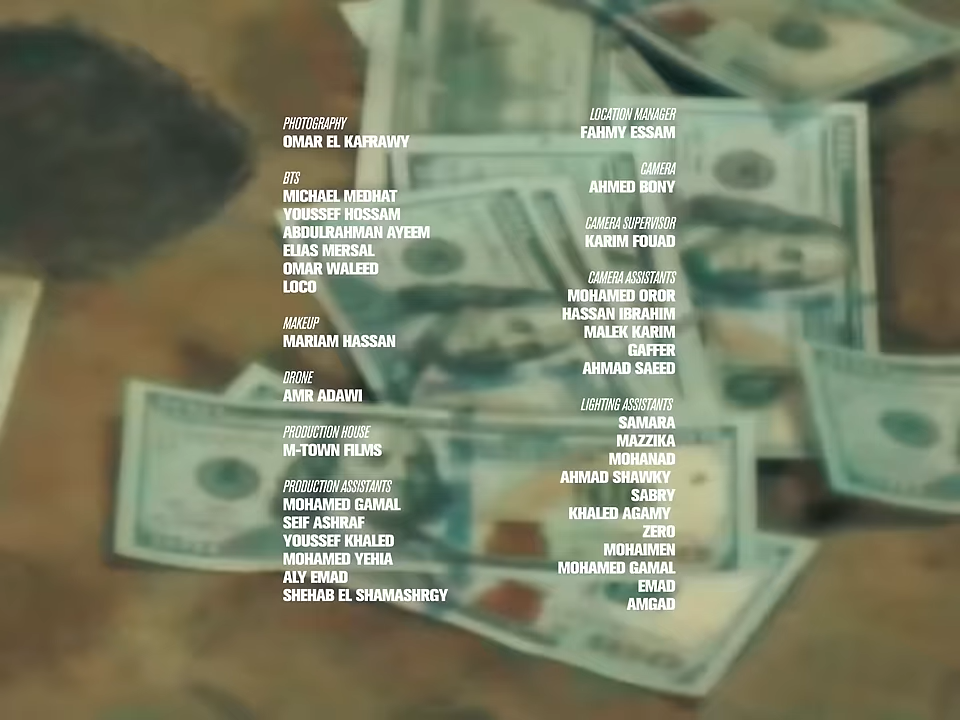 PHOTOGRAPHY
OMAR EL KAFRAWY
BTS
MICHAEL MEDHAT
YOUSSEF HOSSAM
ABDULRAHMAN AYEEM
ELIAS MERSAL
OMAR WALEED
LOCO
MAKEUP
MARIAM HASSAN
DRONE
AMR ADAWI
PRODUCTION HOUSE
M-TOWN FILMS
PRODUCTION ASSISTANTS
MOHAMED GAMAL
SEIF ASHRAF
YOUSSEF KHALED
MOHAMED YEHIA
ALY EMAD
SHEHAB EL SHAMASHRGY
LOCATION MANAGER
FAHMY ESSAM
CAMERA
AHMED BONY
CAMERA SUPERVISOR
KARIM FOUAD
CAMERA ASSISTANTS
MOHAMED OROR
HASSAN IBRAHIM
MALEK KARIM
GAFFER
AHMAD SAEED
LIGHTING ASSISTANTS
SAMARA
MAZZIKA
MOHANAD
AHMAD SHAWKY
SABRY
KHALED AGAMY
ZERO
MOHAIMEN
MOHAMED GAMAL
EMAD
AMGAD